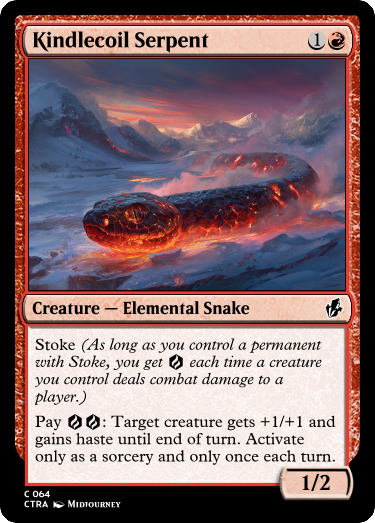 Kindlecoil Serpent 1
Creature — Elemental Snake
Stoke (As long as you control a permanent
with Stoke, you get each time a creature
you control deals combat damage to a
player.)
Pay : Target creature gets +1/+1 and
gains haste until end of turn. Activate
only as a sorcery and only once each turn.
1/2
C 064
CTRA Midjourney